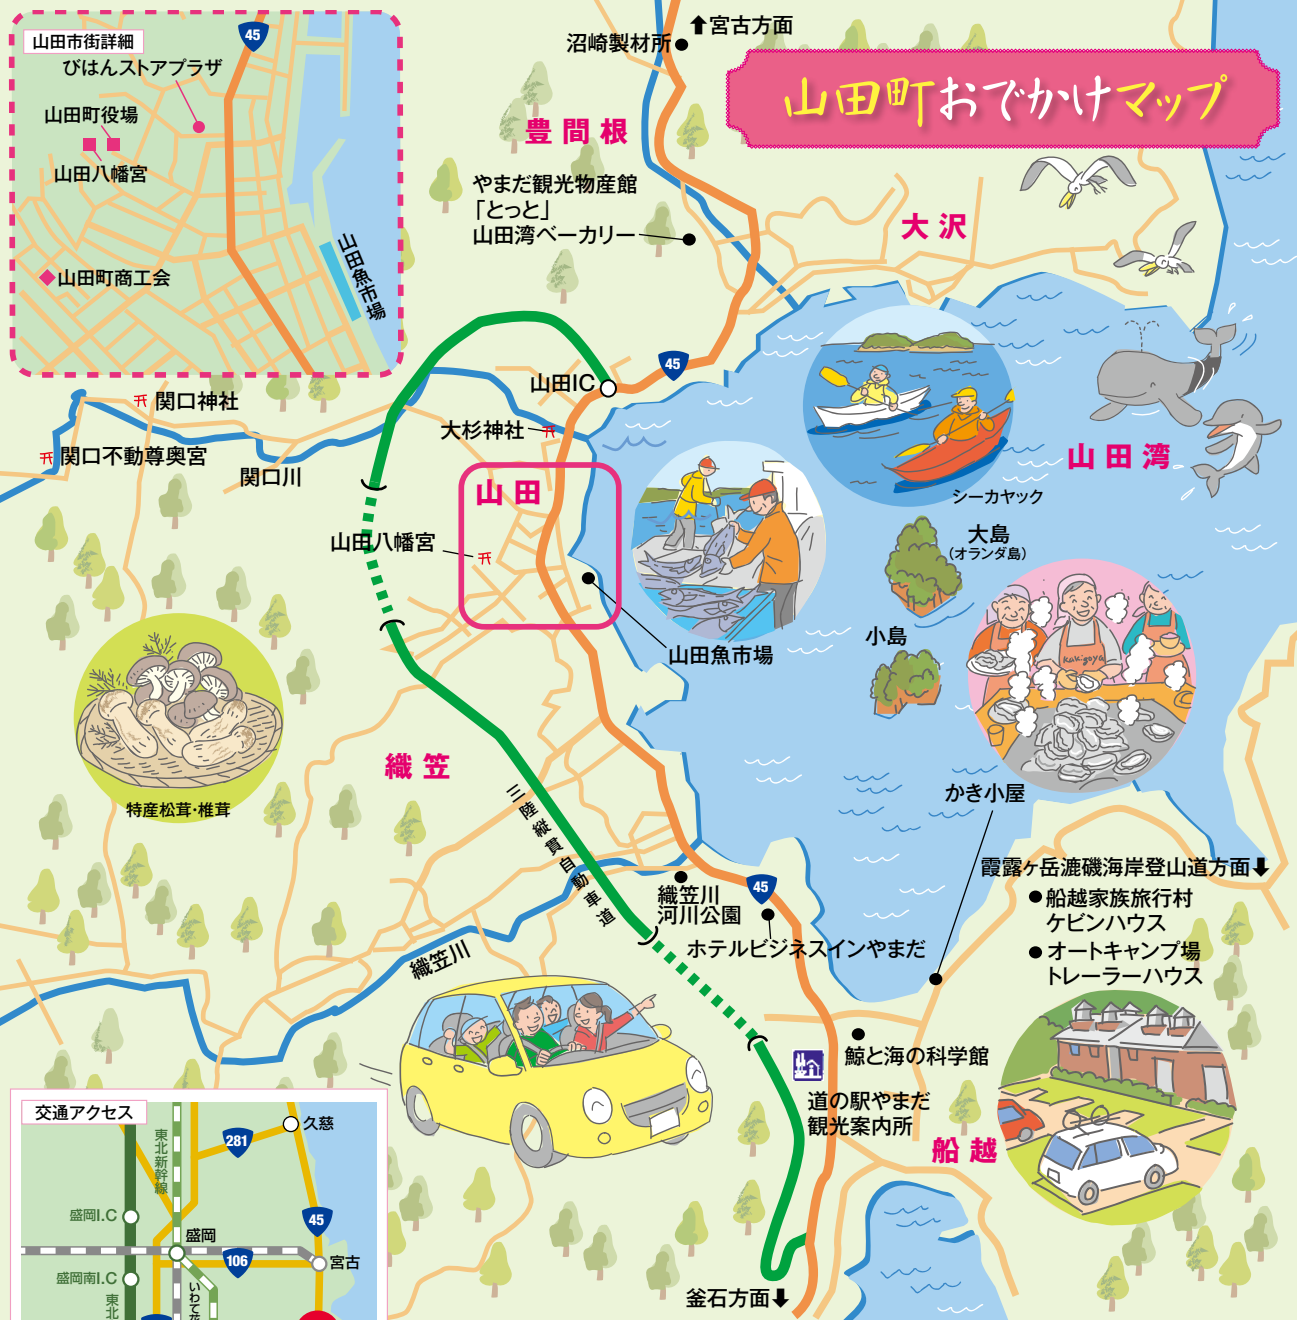 山田町おでかけマップ
山田市街詳細
45
びはんストアプラザ
山田町役場
山田八幡宮
山田町商工会
山田魚市場
宮古方面
沼崎製材所
豊間根
やまだ観光物産館
「とっと」
山田湾ベーカリー
大沢
45
山田IC
関口神社
大杉神社
関口不動尊奥宮
関口川
山田
山田八幡宮
山田魚市場
シーカヤック
山田湾
大島
(オランダ島)
小島
kakigoya
かき小屋
特産松茸・椎茸
織笠
三陸縦貫自動車道
織笠川
河川公園
45
ホテルビジネスインやまだ
織笠川
霞露ヶ岳漉磯海岸登山道方面
船越家族旅行村
ケビンハウス
オートキャンプ場
トレーラーハウス
鯨と海の科学館
道の駅やまだ
観光案内所
船越
釜石方面
交通アクセス
東北新幹線
281
久慈
盛岡I.C
盛岡
45
106
宮古
盛岡南I.C
東北